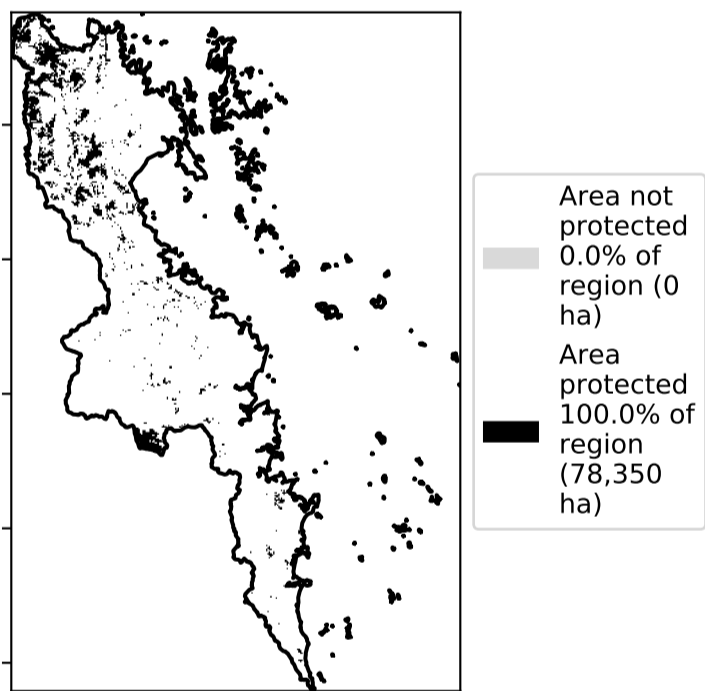 Area not
protected
0.0% of
region (0
ha)
Area
protected
100.0% of
region
(78,350
ha)